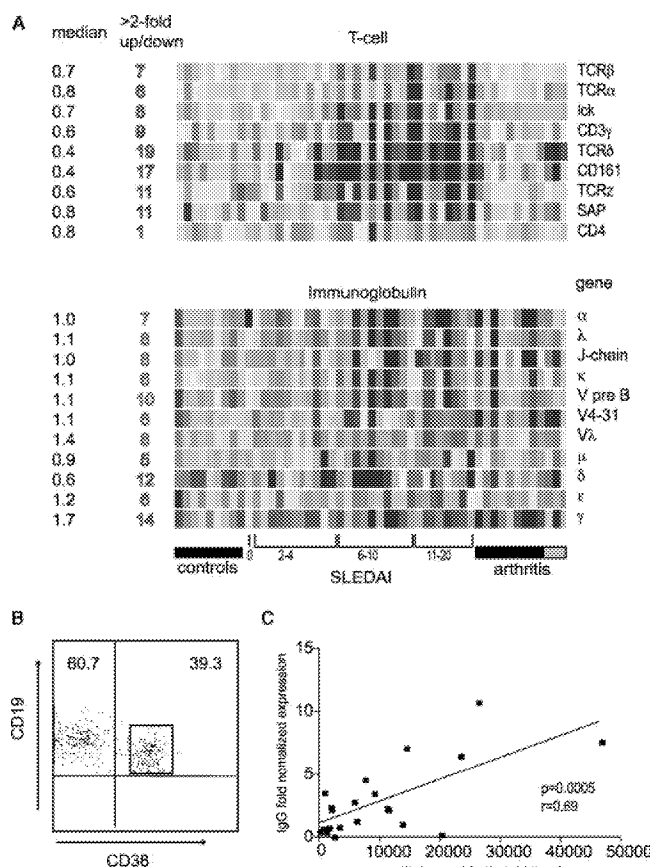 A
median
>2-fold
up/down
T-cell
0.7 7 TCRβ
0.8 6 TCRα
0.7 8 lck
0.6 9 CD3γ
0.4 19 TCRδ
0.4 17 CD161
0.6 11 TCRz
0.8 11 SAP
0.8 1 CD4
gene
Immunoglobulin
1.0 7 α
1.1 8 λ
1.0 8 J-chain
1.1 6 κ
1.1 10 V pre B
1.1 6 V4-31
1.4 8 Vλ
0.9 5 μ
0.6 12 δ
1.2 6 ε
1.7 14 γ
controls
0 2-4 6-10 11-20
SLEDAI
arthritis
B
60.7 39.3
CD19
CD38
C
15
10
5
0
IgG fold nomalized expression
p=0.0005
r=0.69
0 10000 20000 30000 40000 50000